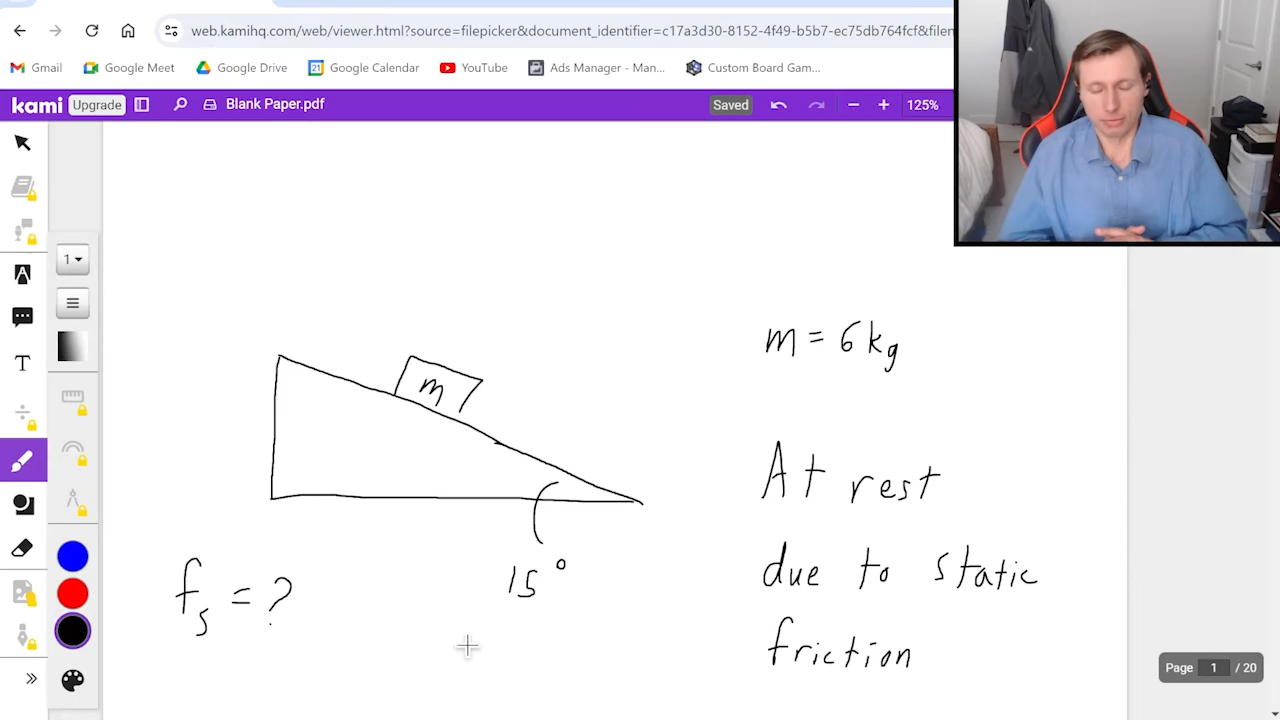 web.kamihq.com/web/viewer.html?source=filepicker&document_identifier=c17a3d30-8152-4f49-b5b7-ec75db764fcf&filen
Gmail Google Meet Google Drive 21 Google Calendar YouTube Ads Manager - Man... Custom Board Gam...
kami Upgrade Blank Paper.pdf Saved 125%
1
A
T
m
m = 6 kg
At rest
due to static
friction
15°
fs = ?
Page 1 / 20